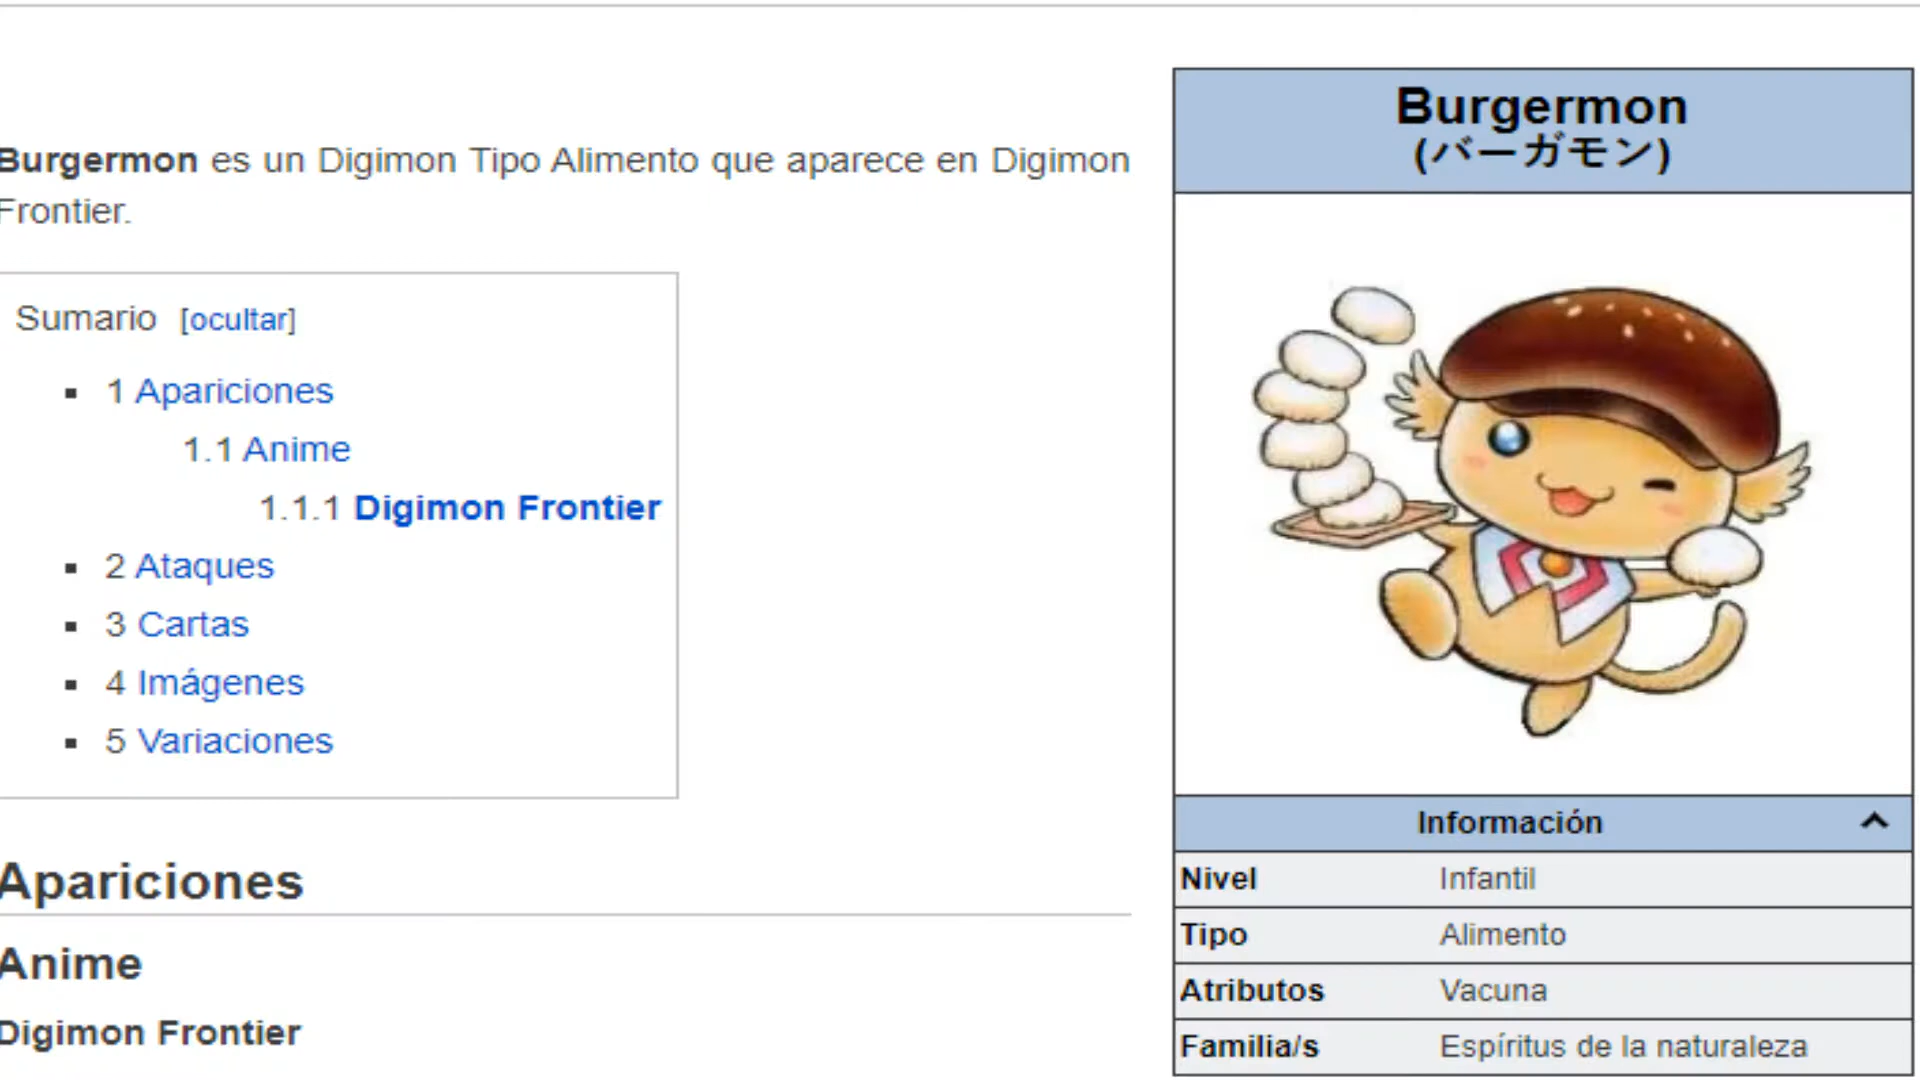 Burgermon es un Digimon Tipo Alimento que aparece en Digimon
Frontier.
Sumario [ocultar]
1 Apariciones
1.1 Anime
1.1.1 Digimon Frontier
2 Ataques
3 Cartas
4 Imágenes
5 Variaciones
Apariciones
Anime
Digimon Frontier
Burgermon
(バーガモン)
Información
Nivel Infantil
Tipo Alimento
Atributos Vacuna
Familia/s Espíritus de la naturaleza